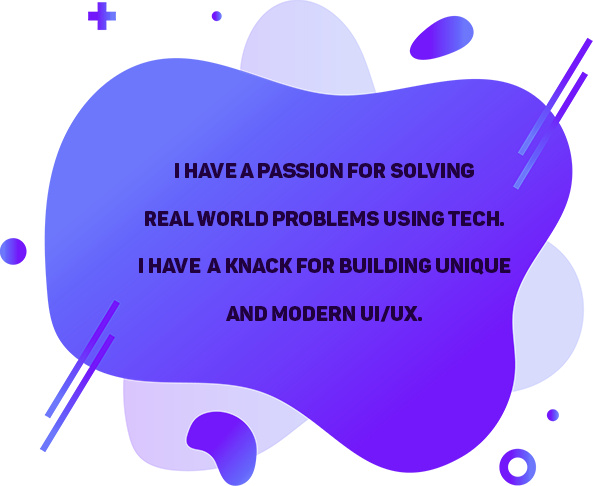 I HAVE A PASSION FOR SOLVING
REAL WORLD PROBLEMS USING TECH.
I HAVE A KNACK FOR BUILDING UNIQUE
AND MODERN UI/UX.